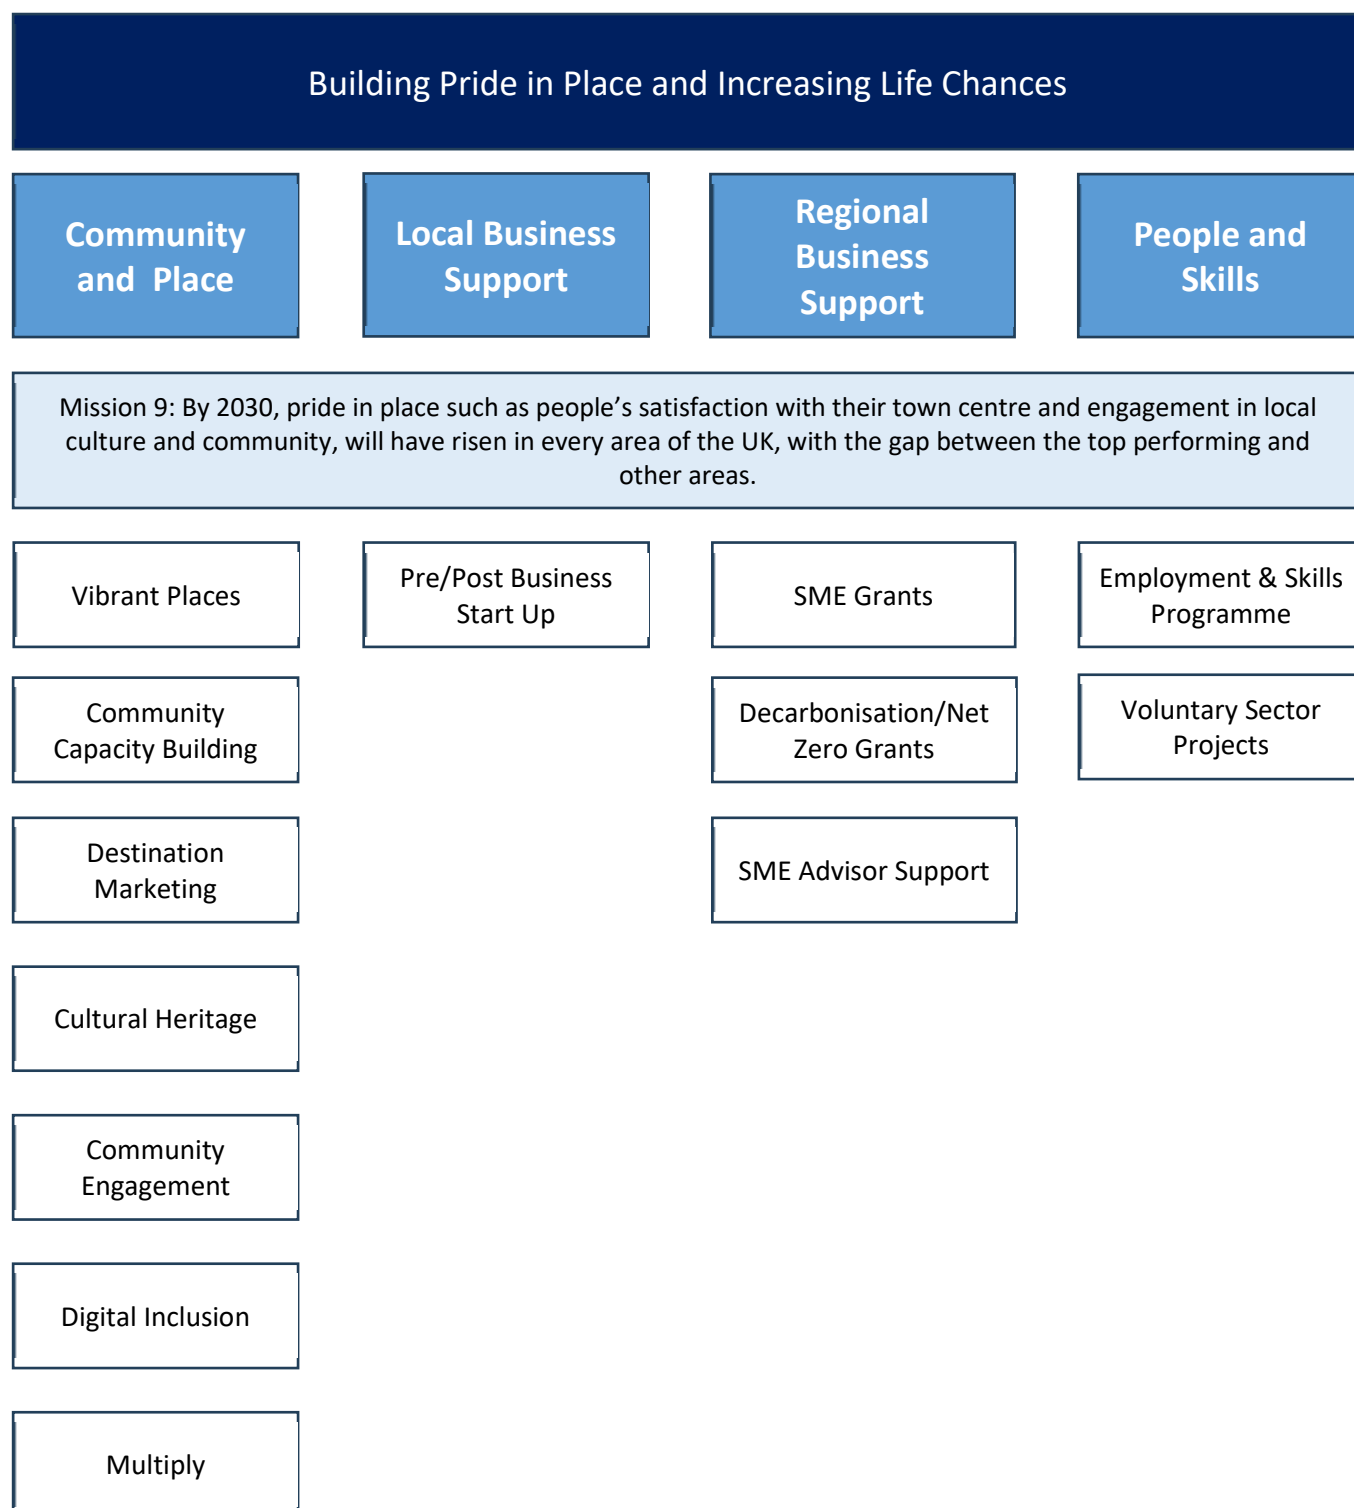 Building Pride in Place and Increasing Life Chances
Community
and Place
Local Business
Support
Regional
Business
Support
People and
Skills
Mission 9: By 2030, pride in place such as people’s satisfaction with their town centre and engagement in local
culture and community, will have risen in every area of the UK, with the gap between the top performing and
other areas.
Vibrant Places
Pre/Post Business
Start Up
SME Grants
Employment & Skills
Programme
Community
Capacity Building
Decarbonisation/Net
Zero Grants
Voluntary Sector
Projects
Destination
Marketing
SME Advisor Support
Cultural Heritage
Community
Engagement
Digital Inclusion
Multiply